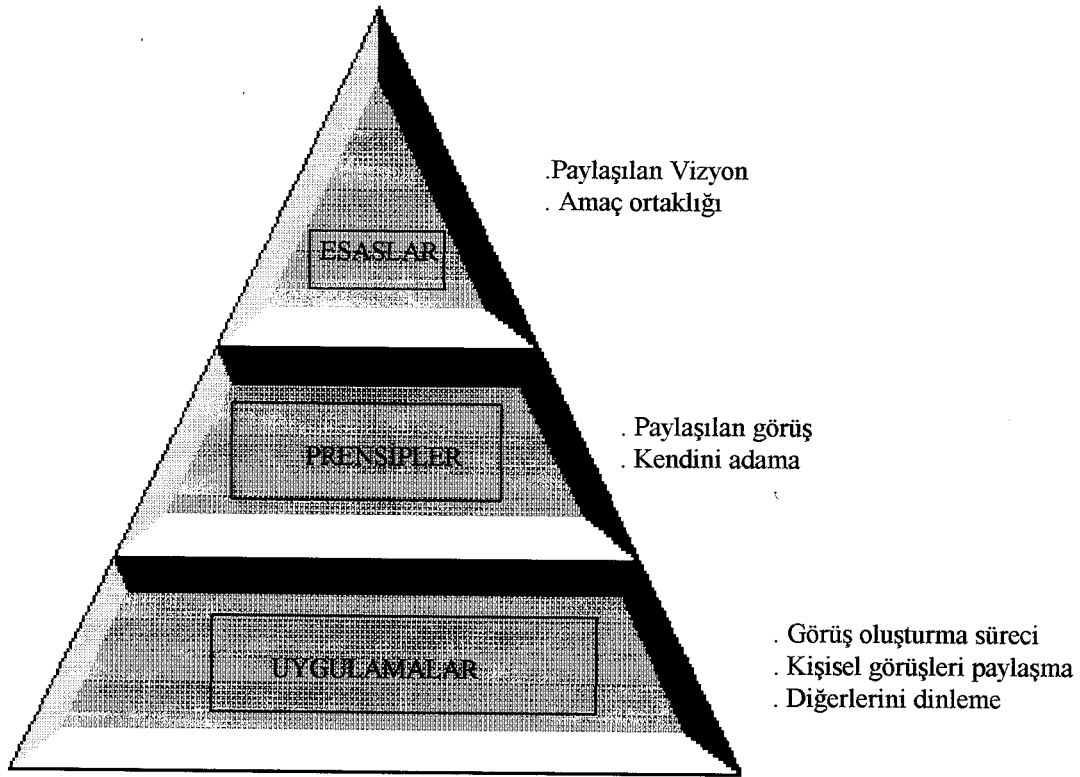 .Paylaşılan Vizyon
. Amaç ortaklığı
ESASLAR
. Paylaşılan görüş
. Kendini adama
PRENSİPLER
. Görüş oluşturma süreci
. Kişisel görüşleri paylaşma
. Diğerlerini dinleme
UYGULAMALAR